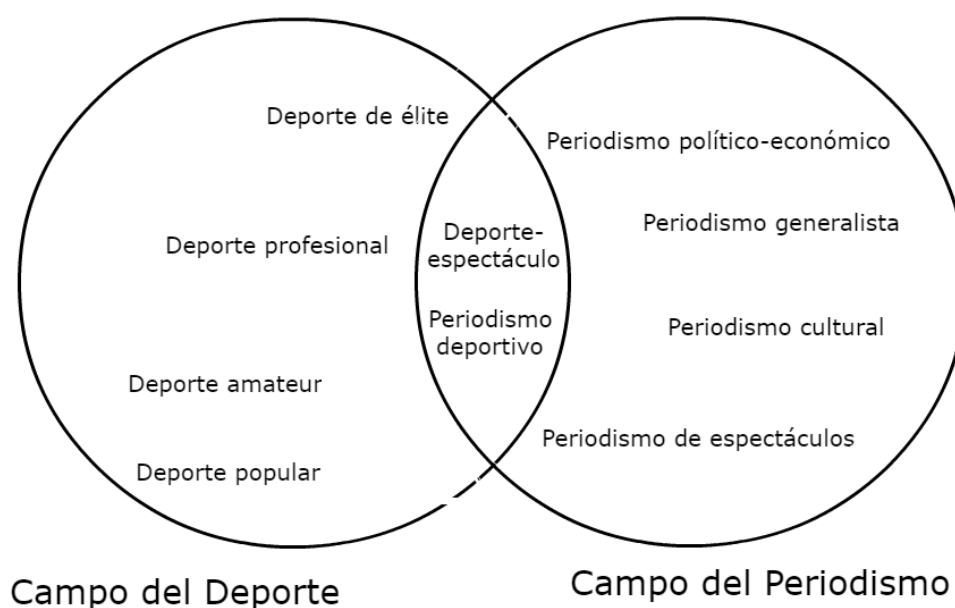 Deporte de élite
Deporte profesional
Deporte amateur
Deporte popular
Deporte-
espectáculo
Periodismo
deportivo
Periodismo político-económico
Periodismo generalista
Periodismo cultural
Periodismo de espectáculos
Campo del Deporte
Campo del Periodismo